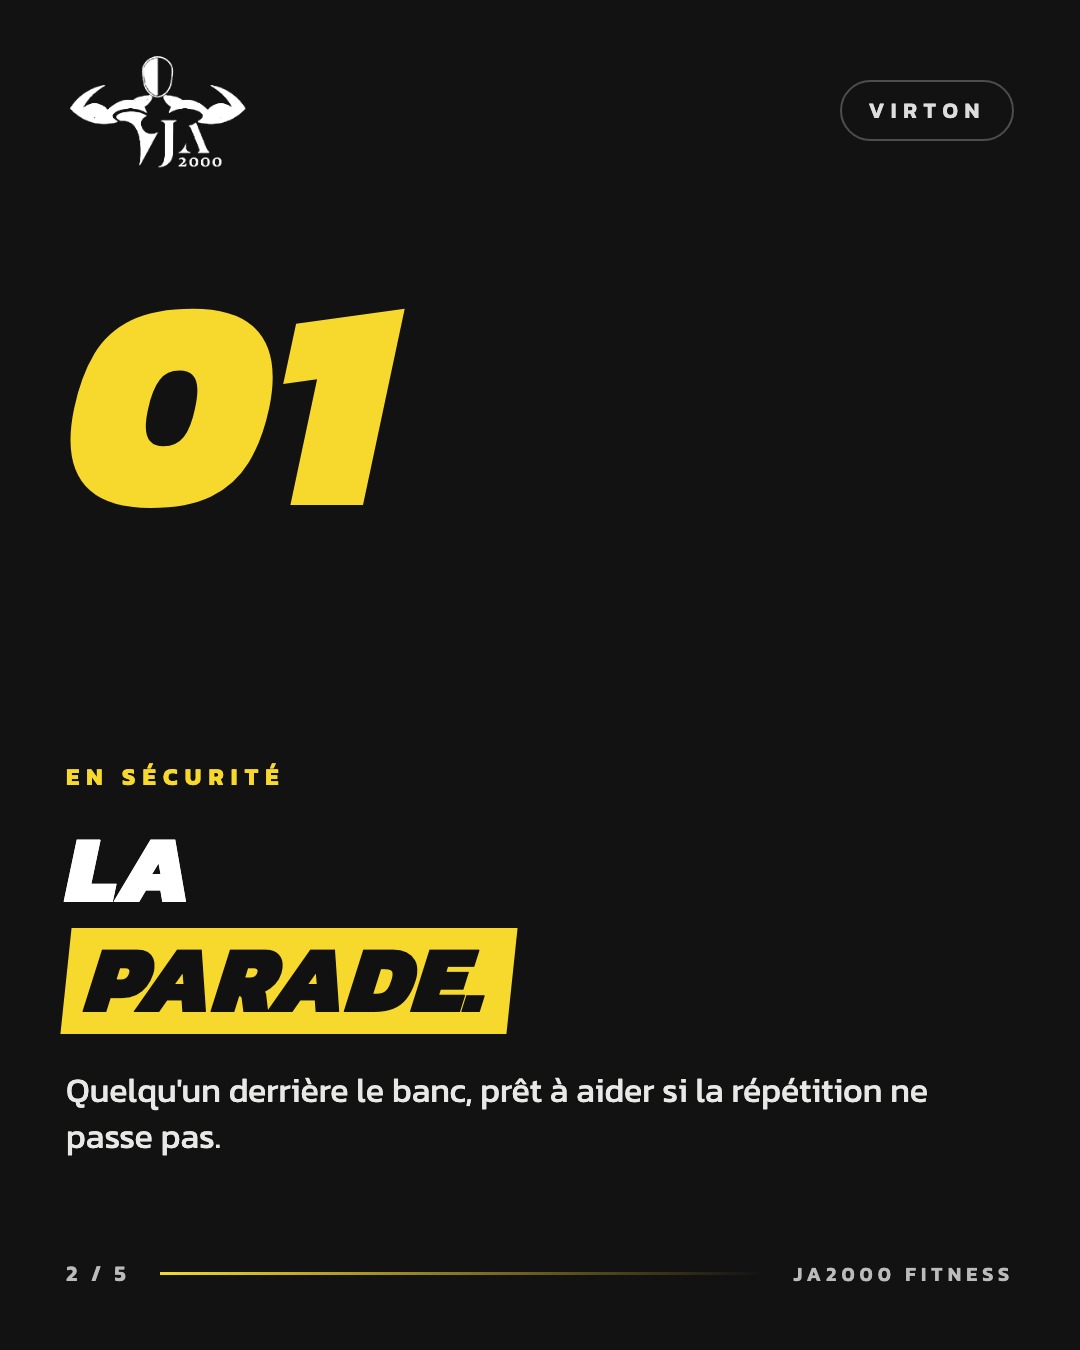 JA
2000
VIRTON
01
EN SÉCURITÉ
LA
PARADE.
Quelqu'un derrière le banc, prêt à aider si la répétition ne
passe pas.
2 / 5
JA2000 FITNESS